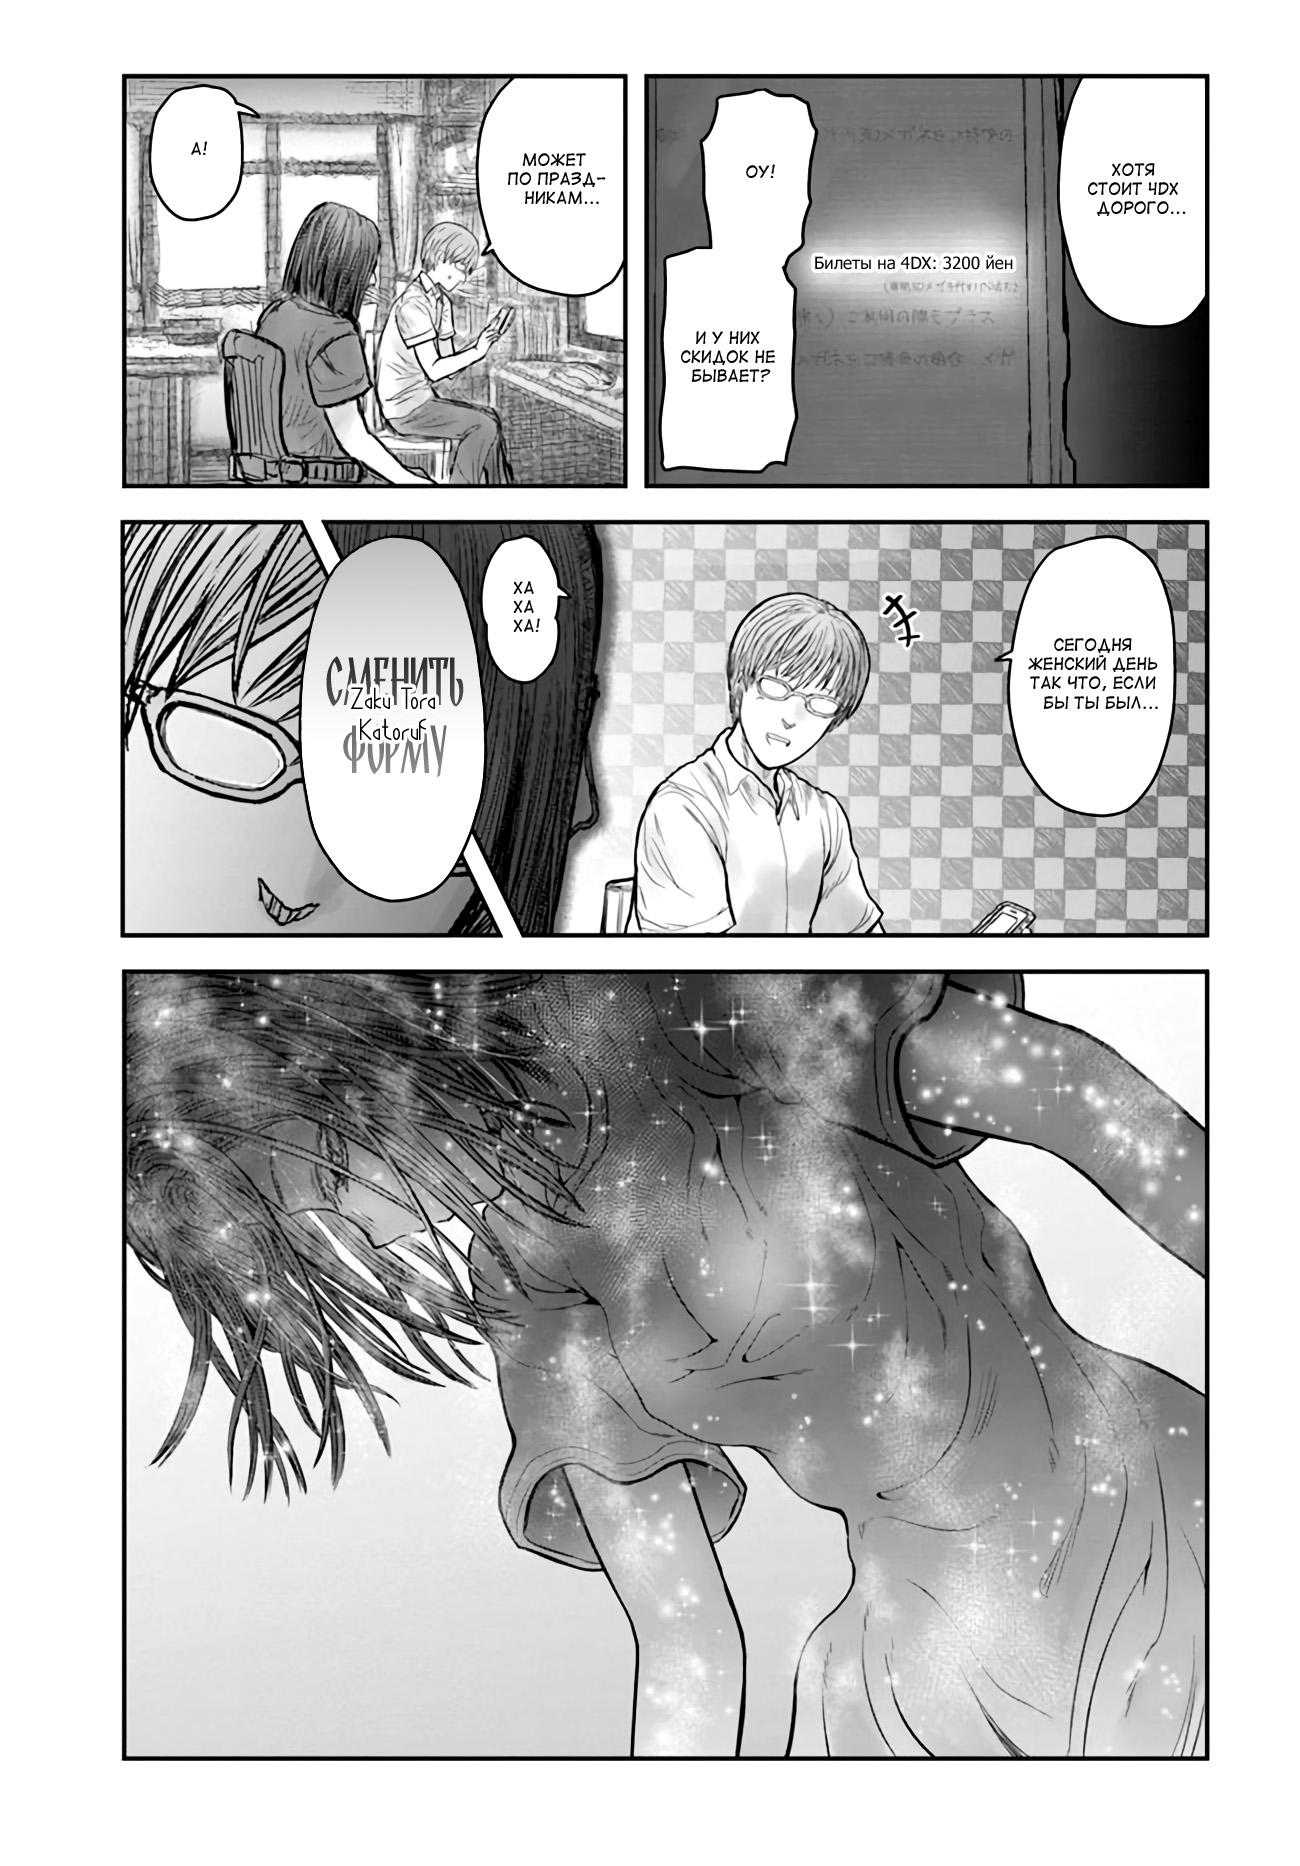 ХОТЯ
СТОИТ 4DX
ДОРОГО...
Билеты на 4DX: 3200 йен
ОУ!
И У НИХ
СКИДОК НЕ
БЫВАЕТ?
МОЖЕТ
ПО ПРАЗД-
НИКАМ...
А!
СЕГОДНЯ
ЖЕНСКИЙ ДЕНЬ
ТАК ЧТО, ЕСЛИ
БЫ ТЫ БЫЛ...
ХА
ХА
ХА!
СМЕНИТЬ
Zaku Tora
Katoruf
ФОРМУ